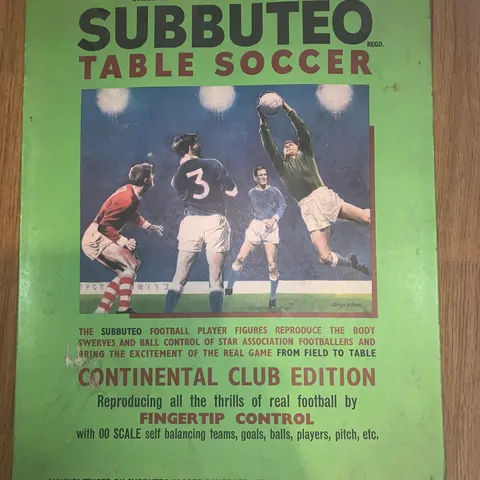 SUBBUTEO
REGD.
TABLE SOCCER
3
THE SUBBUTEO FOOTBALL PLAYER FIGURES REPRODUCE THE BODY
SWERVES AND BALL CONTROL OF STAR ASSOCIATION FOOTBALLERS AND
BRING THE EXCITEMENT OF THE REAL GAME FROM FIELD TO TABLE
CONTINENTAL CLUB EDITION
Reproducing all the thrills of real football by
FINGERTIP CONTROL
with OO SCALE self balancing teams, goals, balls, players, pitch, etc.